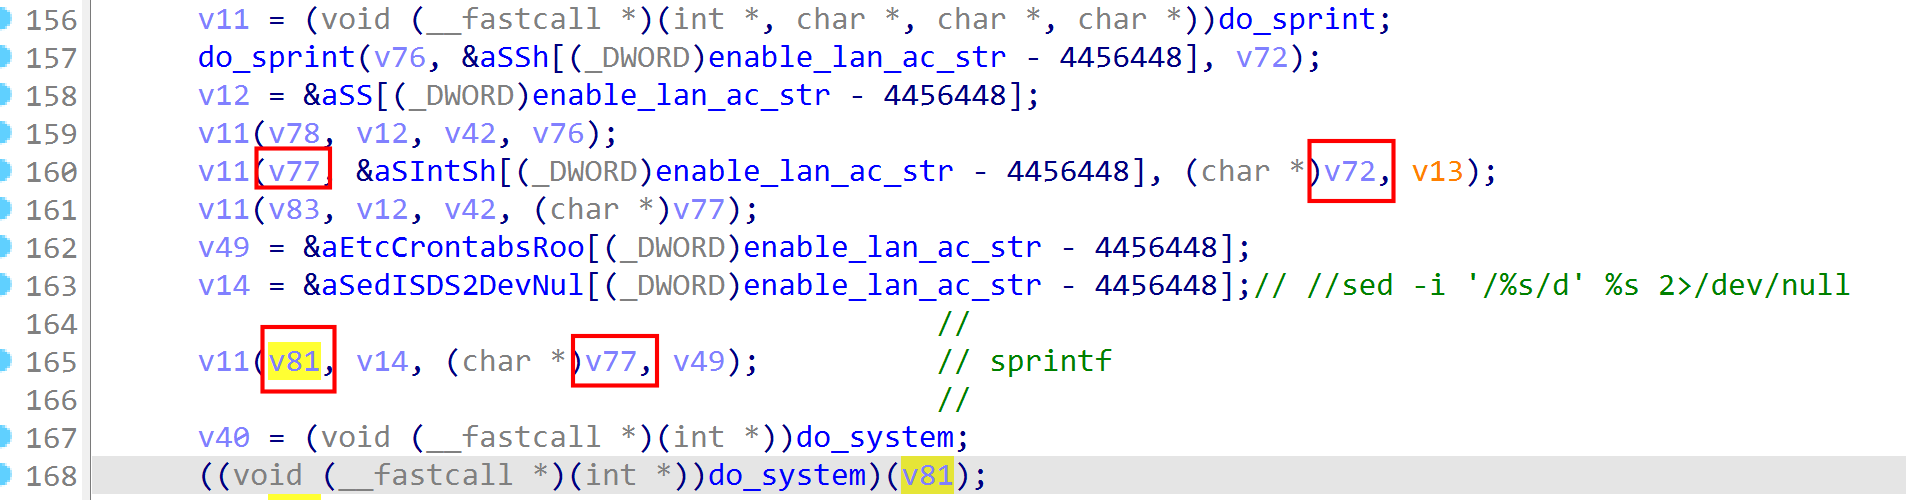 156 v11 = (void (__fastcall *)(int *, char *, char *, char *))do_sprint;
157 do_sprint(v76, &aSSh[(_DWORD)enable_lan_ac_str - 4456448], v72);
158 v12 = &aSS[(_DWORD)enable_lan_ac_str - 4456448];
159 v11(v78, v12, v42, v76);
160 v11(v77, &aSIntSh[(_DWORD)enable_lan_ac_str - 4456448], (char *)v72, v13);
161 v11(v83, v12, v42, (char *)v77);
162 v49 = &aEtcCrontabsRoo[(_DWORD)enable_lan_ac_str - 4456448];
163 v14 = &aSedISDS2DevNul[(_DWORD)enable_lan_ac_str - 4456448];// //sed -i '/%s/d' %s 2>/dev/null
164 //
165 v11(v81, v14, (char *)v77, v49); // sprintf
166 //
167 v40 = (void (__fastcall *)(int *))do_system;
168 ((void (__fastcall *)(int *))do_system)(v81);